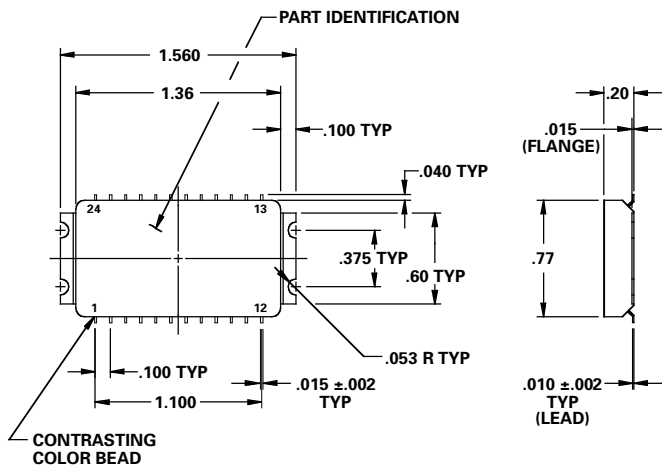 PART IDENTIFICATION
1.560
1.36
.100 TYP
.040 TYP
24
13
.375 TYP
.60 TYP
1
12
.053 R TYP
.100 TYP
.015 ±.002
TYP
1.100
CONTRASTING
COLOR BEAD
.20
.015
(FLANGE)
.77
.010 ±.002
TYP
(LEAD)